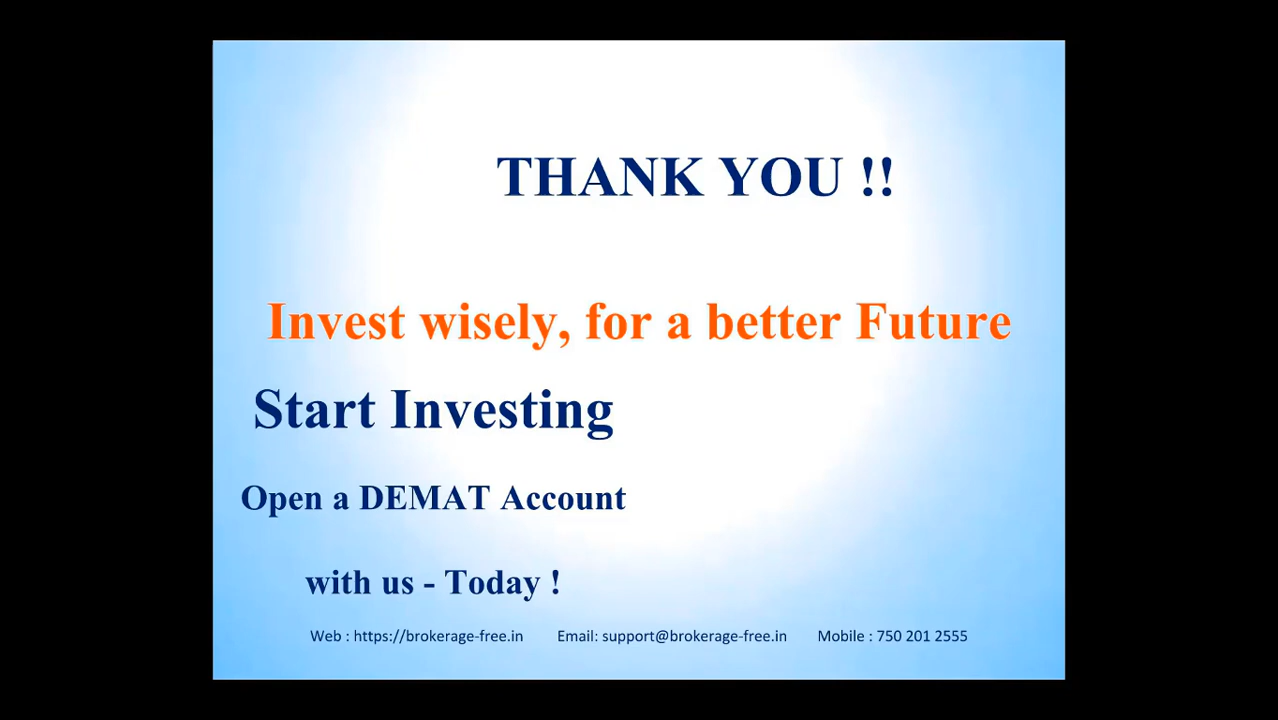 THANK YOU !!
Invest wisely, for a better Future
Start Investing
Open a DEMAT Account
with us - Today !
Web : https://brokerage-free.in Email: support@brokerage-free.in Mobile : 750 201 2555